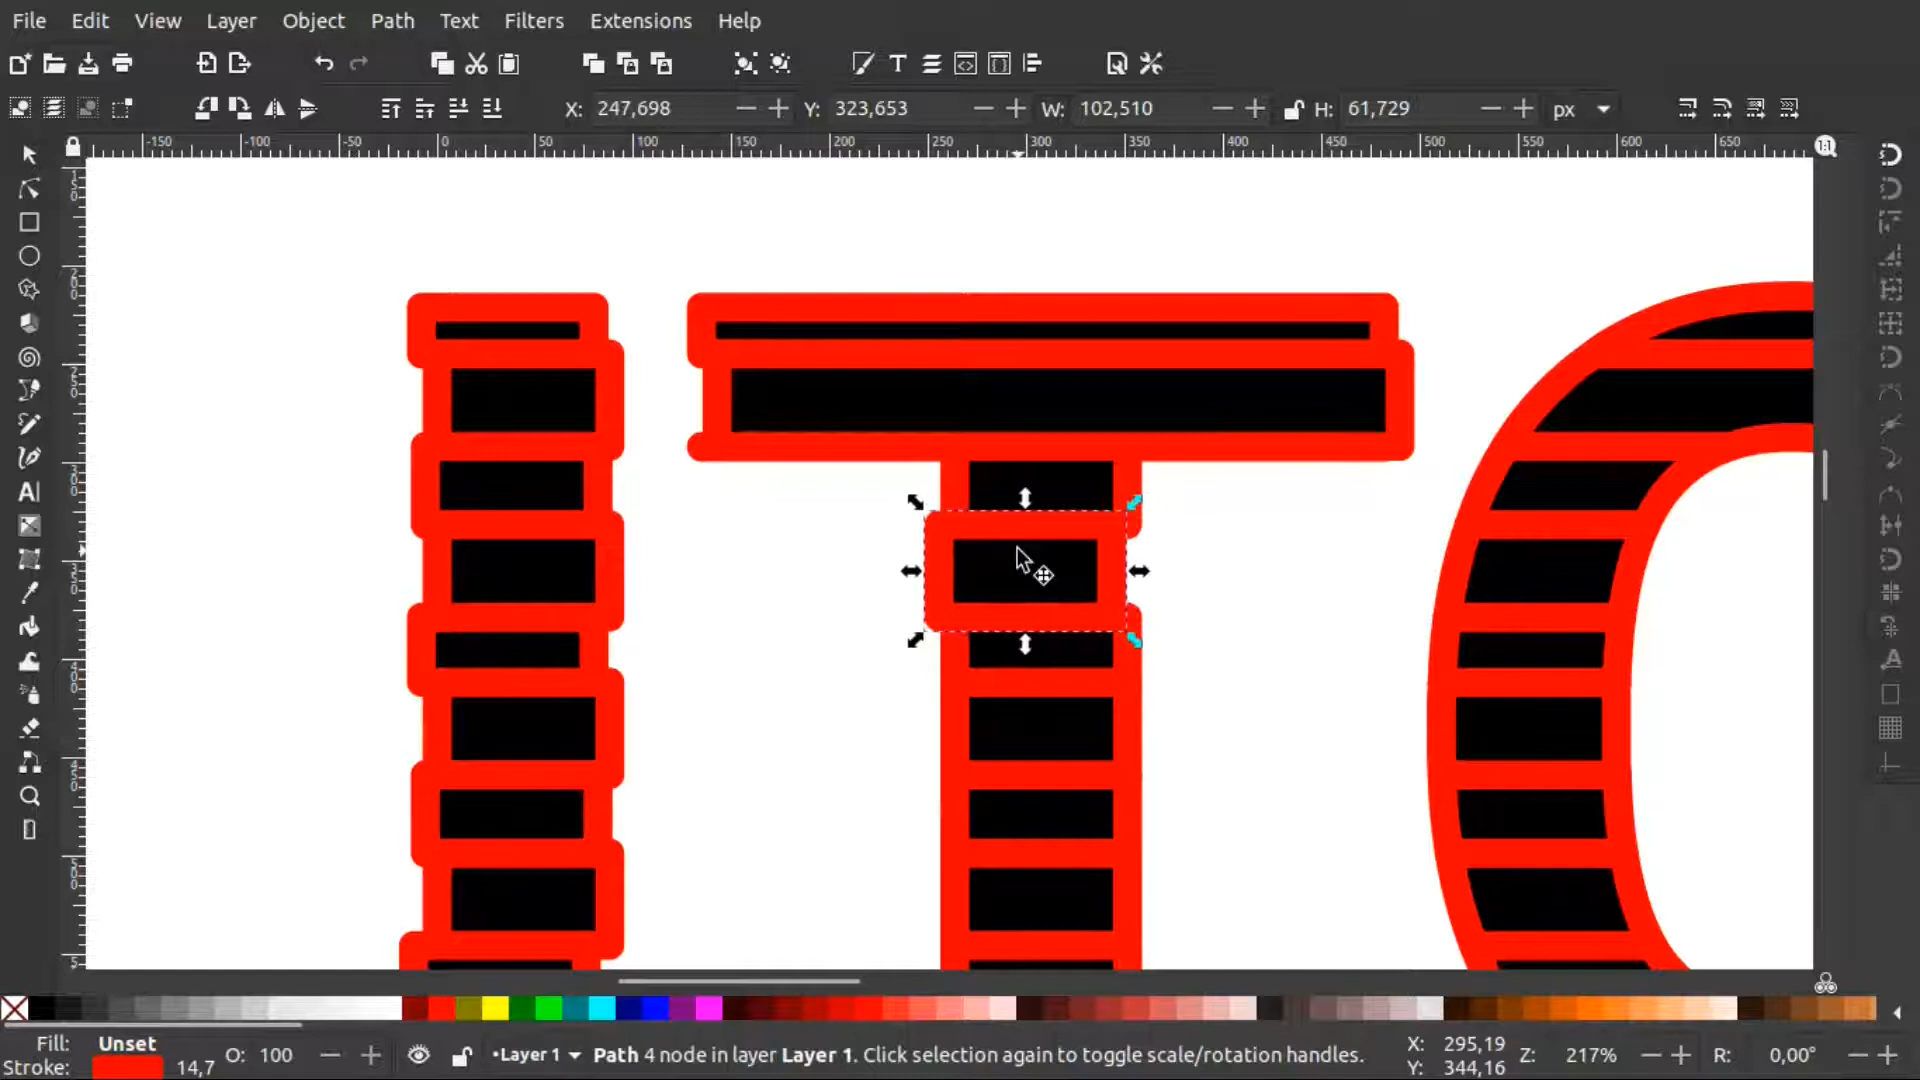 File Edit View Layer Object Path Text Filters Extensions Help
X: 247,698 Y: 323,653 W: 102,510 H: 61,729 px
-150 -100 -50 0 50 100 150 200 250 300 350 400 450 500 550 600 650
1:1
ITO
Fill: Unset
Stroke: 14,7
O: 100
•Layer 1
Path 4 node in layer Layer 1. Click selection again to toggle scale/rotation handles.
X: 295,19
Y: 344,16
Z: 217%
R: 0,00°